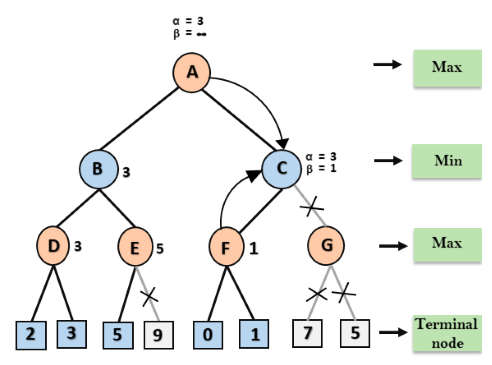 α = 3
β = -∞
A
Max
B
3
C
α = 3
β = 1
Min
D
3
E
5
F
1
G
Max
2
3
5
9
0
1
7
5
Terminal
node